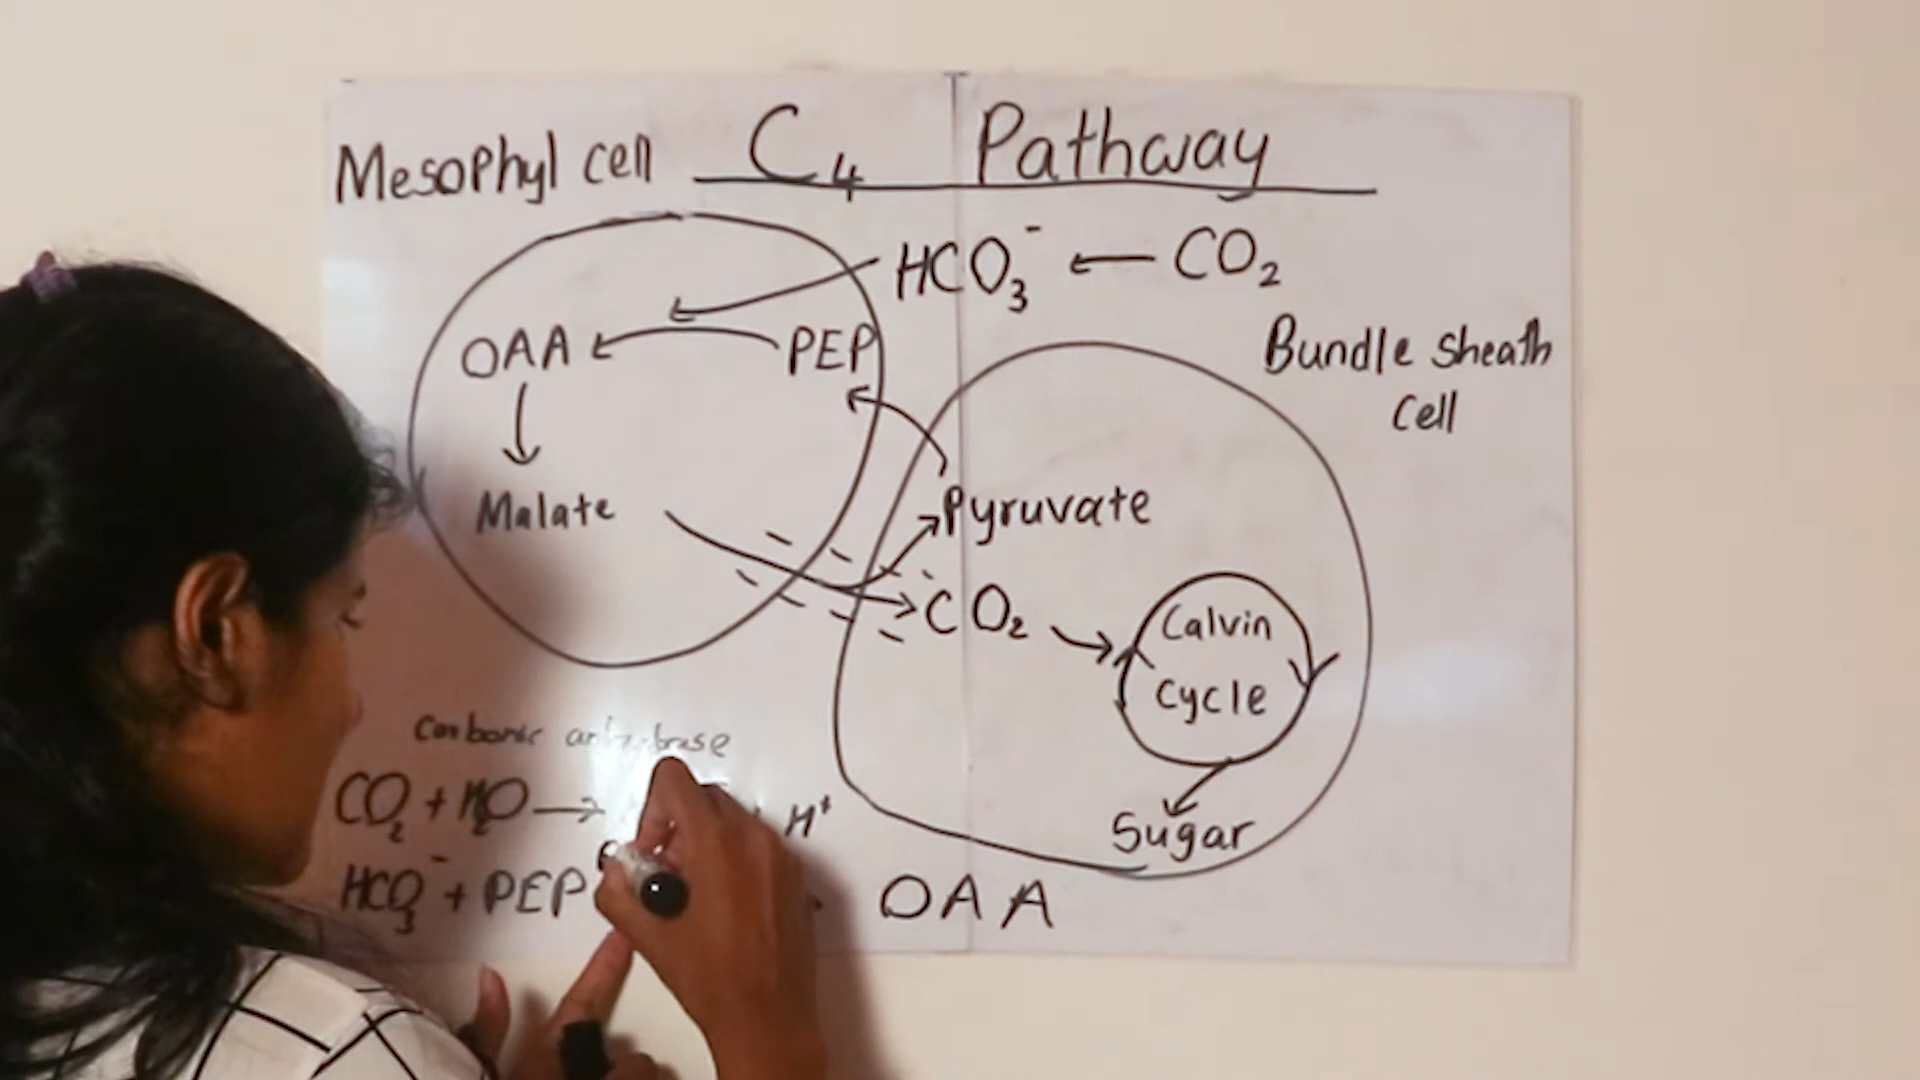 Mesophyl cell
C4 Pathway
HCO3⁻ ← CO2
OAA ← PEP
Bundle sheath
Cell
Malate
Pyruvate
CO2 →
Calvin
Cycle
Sugar
Carbonic
CO2 + H2O → + H⁺
HCO3⁻ + PEP OAA